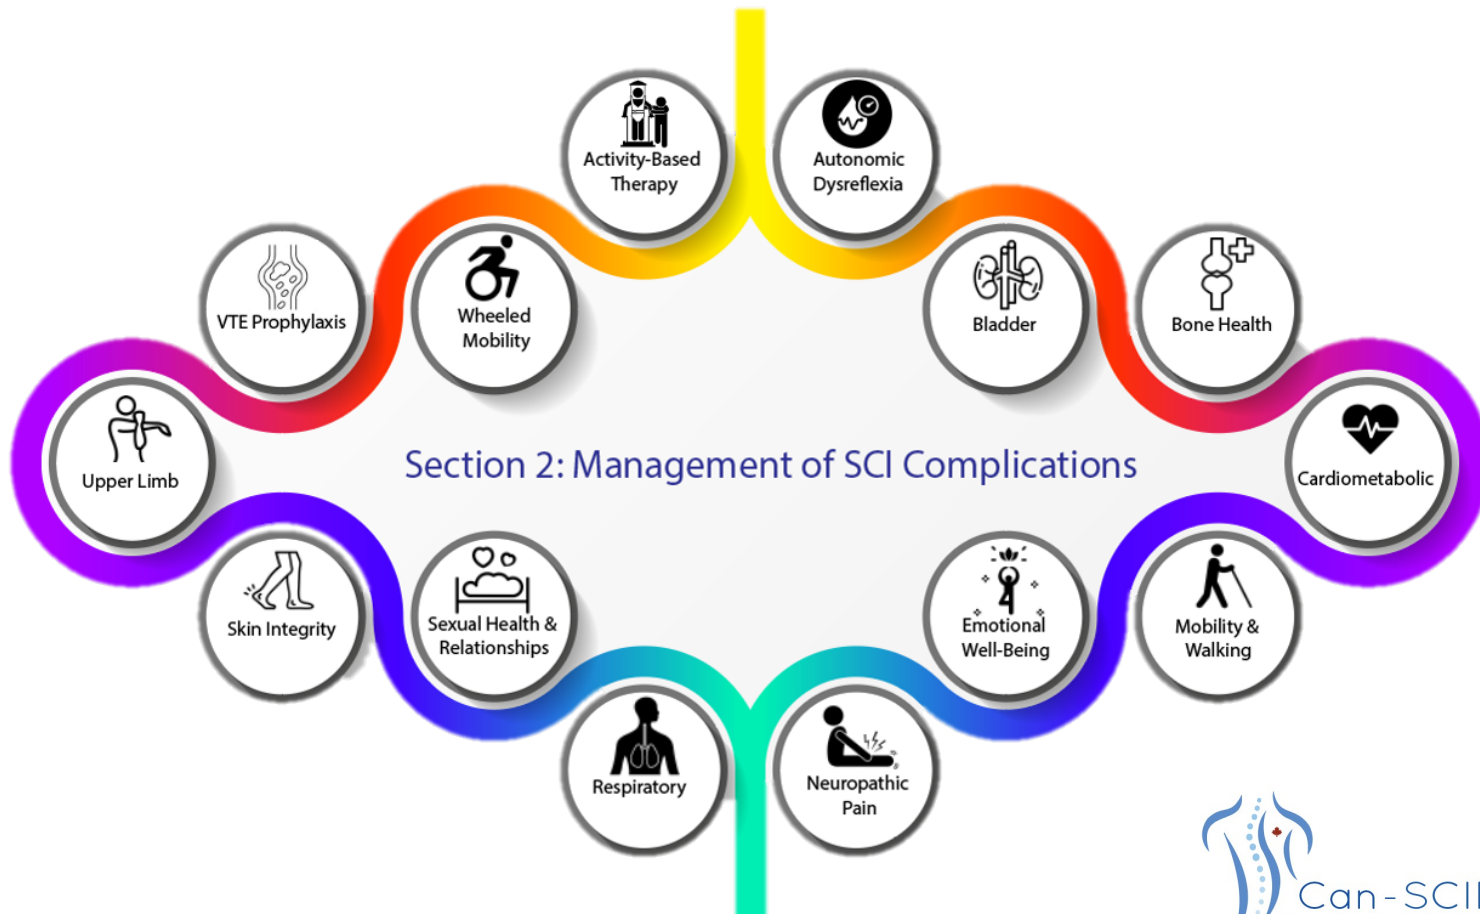 Activity-Based
Therapy
Autonomic
Dysreflexia
VTE Prophylaxis
Wheeled
Mobility
Bladder
Bone Health
Upper Limb
Section 2: Management of SCI Complications
Cardiometabolic
Skin Integrity
Sexual Health &
Relationships
Emotional
Well-Being
Mobility &
Walking
Respiratory
Neuropathic
Pain
Can-SCI